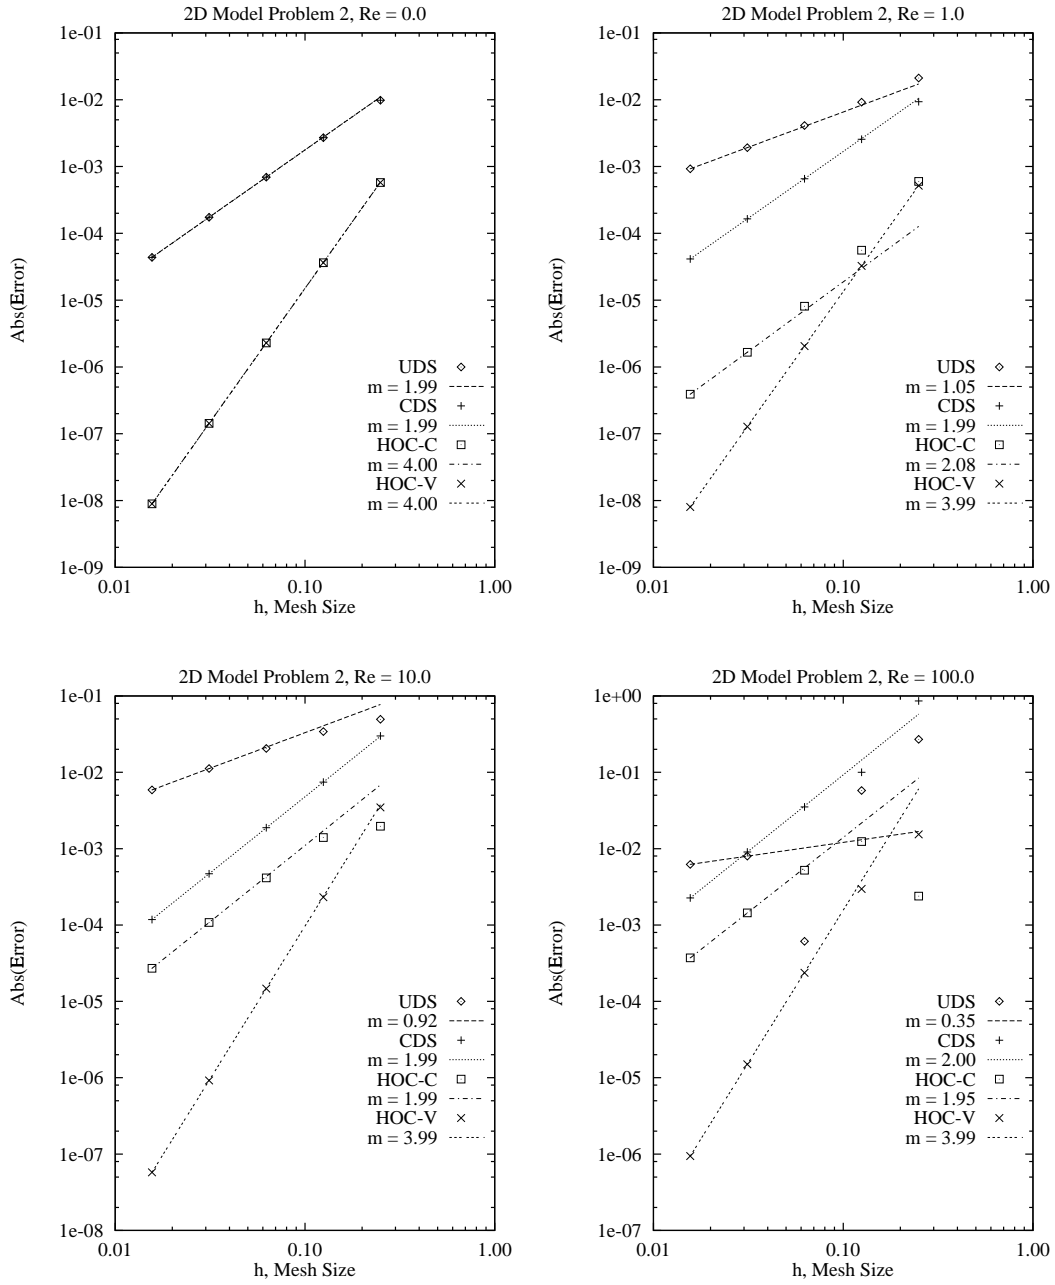 2D Model Problem 2, Re = 0.0
1e-01
1e-02
1e-03
1e-04
1e-05
1e-06
1e-07
1e-08
1e-09
Abs(Error)
UDS
m = 1.99
CDS
m = 1.99
HOC-C
m = 4.00
HOC-V
m = 4.00
0.01
0.10
1.00
h, Mesh Size
2D Model Problem 2, Re = 1.0
1e-01
1e-02
1e-03
1e-04
1e-05
1e-06
1e-07
1e-08
1e-09
Abs(Error)
UDS
m = 1.05
CDS
m = 1.99
HOC-C
m = 2.08
HOC-V
m = 3.99
0.01
0.10
1.00
h, Mesh Size
2D Model Problem 2, Re = 10.0
1e-01
1e-02
1e-03
1e-04
1e-05
1e-06
1e-07
1e-08
Abs(Error)
UDS
m = 0.92
CDS
m = 1.99
HOC-C
m = 1.99
HOC-V
m = 3.99
0.01
0.10
1.00
h, Mesh Size
2D Model Problem 2, Re = 100.0
1e+00
1e-01
1e-02
1e-03
1e-04
1e-05
1e-06
1e-07
Abs(Error)
UDS
m = 0.35
CDS
m = 2.00
HOC-C
m = 1.95
HOC-V
m = 3.99
0.01
0.10
1.00
h, Mesh Size